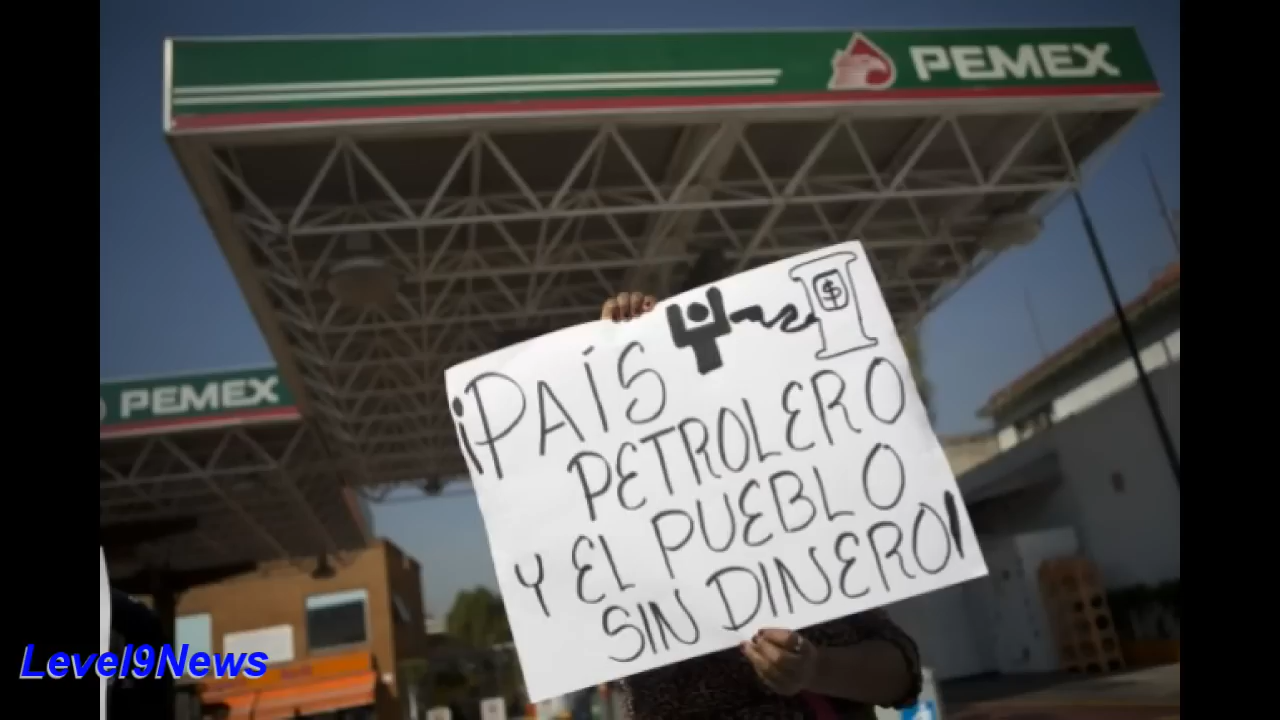 PEMEX
PEMEX
¡PAÍS
$
PETROLERO
Y EL PUEBLO
SIN DINERO!
Level9News